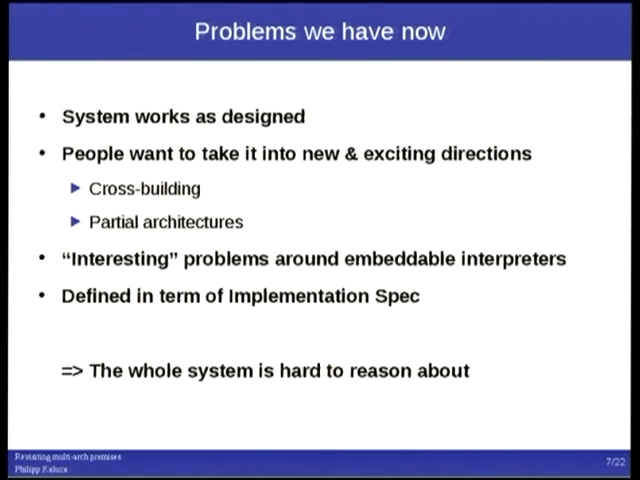 Problems we have now
• System works as designed
• People want to take it into new & exciting directions
Cross-building
Partial architectures
• “Interesting” problems around embeddable interpreters
• Defined in term of Implementation Spec
=> The whole system is hard to reason about
Revisiting multi-arch premises
Philipp Kaluza
7/22